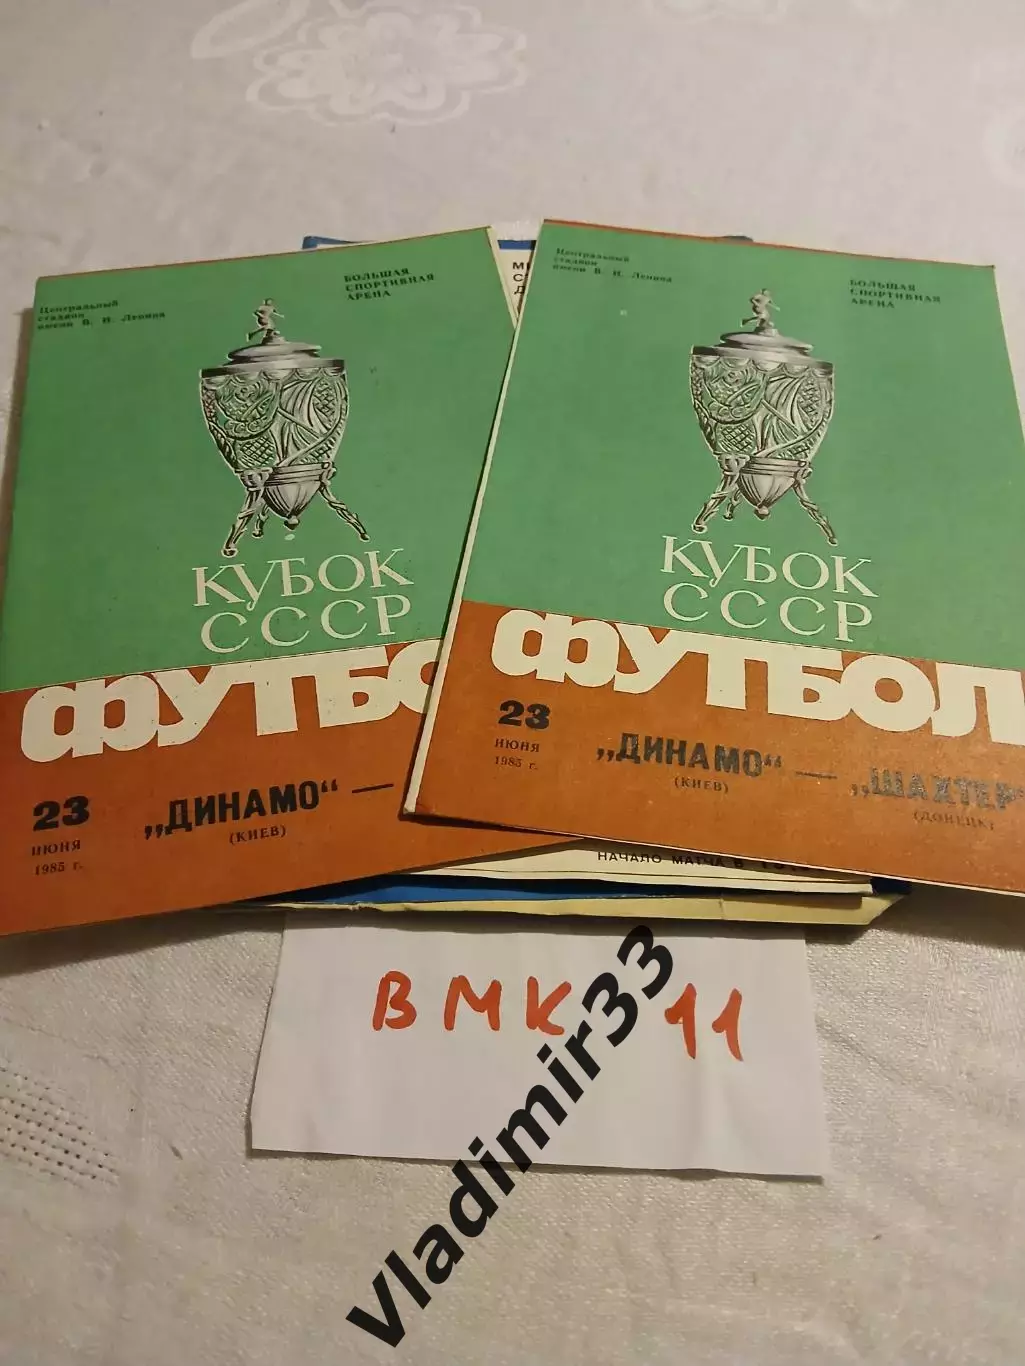 Центральный
стадион
имени В. И. Ленина
БОЛЬШАЯ
СПОРТИВНАЯ
АРЕНА
КУБОК
СССР
ФУТБО
23
ИЮНЯ
1985 г.
„ДИНАМО“ —
(КИЕВ)
Центральный
стадион
имени В. И. Ленина
БОЛЬШАЯ
СПОРТИВНАЯ
АРЕНА
КУБОК
СССР
ФУТБОЛ
23
ИЮНЯ
1985 г.
„ДИНАМО“ — „ШАХТЕР
(КИЕВ)
(ДОНЕЦК)
НАЧАЛО МАТЧА В
ВМК 11
Vladimir33